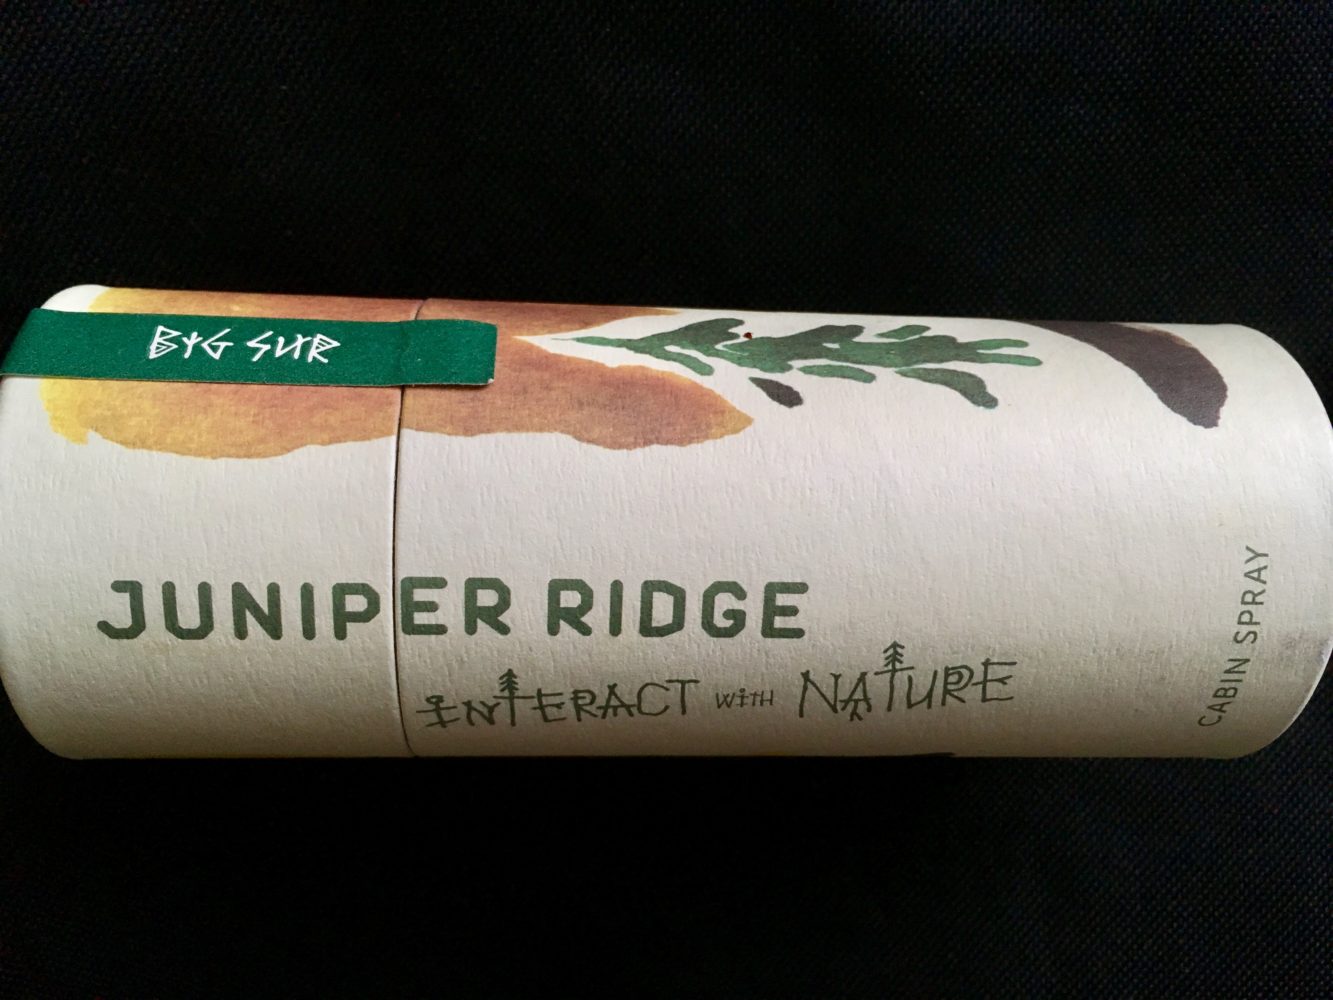 BIG SUR
JUNIPER RIDGE
INTERACT WITH NATURE
CABIN SPRAY